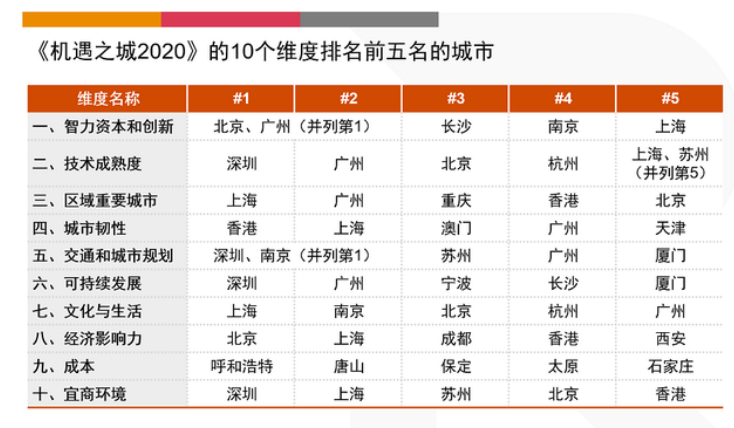 《机遇之城2020》的10个维度排名前五名的城市
维度名称 #1 #2 #3 #4 #5
一、智力资本和创新 北京、广州（并列第1） 长沙 南京 上海
二、技术成熟度 深圳 广州 北京 杭州 上海、苏州
（并列第5）
三、区域重要城市 上海 广州 重庆 香港 北京
四、城市韧性 香港 上海 澳门 广州 天津
五、交通和城市规划 深圳、南京（并列第1） 苏州 广州 厦门
六、可持续发展 深圳 广州 宁波 长沙 厦门
七、文化与生活 上海 南京 北京 杭州 广州
八、经济影响力 北京 上海 成都 香港 西安
九、成本 呼和浩特 唐山 保定 太原 石家庄
十、宜商环境 深圳 上海 苏州 北京 香港